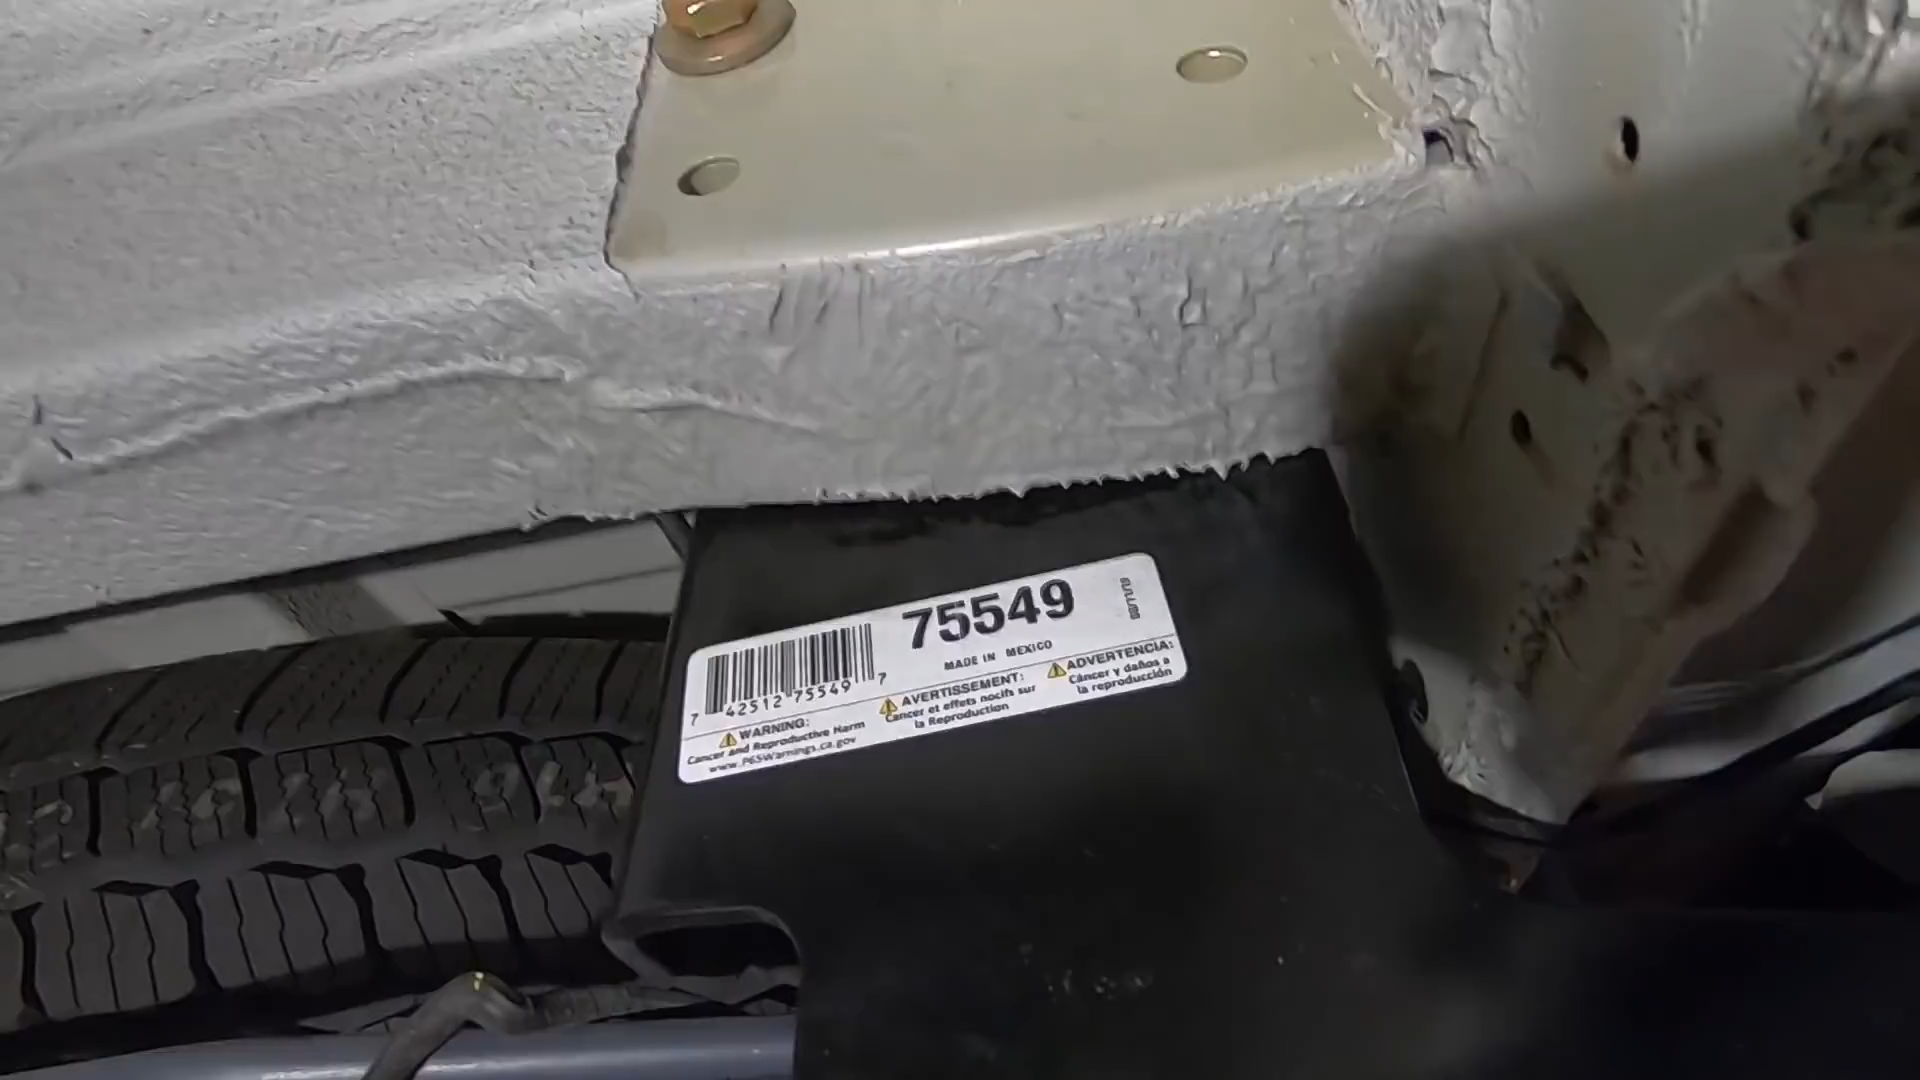 75549
MADE IN MEXICO
7 42512 75549 7
⚠ WARNING:
Cancer and Reproductive Harm
www.P65Warnings.ca.gov
⚠ AVERTISSEMENT:
Cancer et effets nocifs sur
la Reproduction
⚠ ADVERTENCIA:
Cáncer y daños a
la reproducción